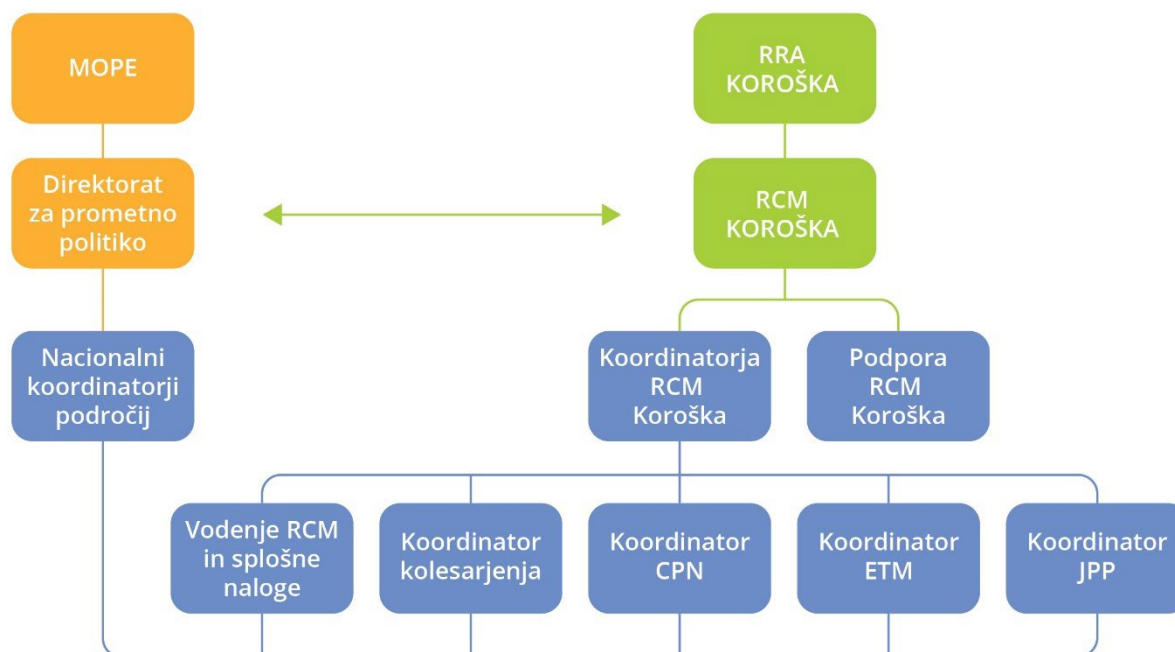 MOPE
RRA
KOROŠKA
Direktorat
za prometno
politiko
RCM
KOROŠKA
Nacionalni
koordinatorji
področij
Koordinatorja
RCM
Koroška
Podpora
RCM
Koroška
Vodenje RCM
in splošne
naloge
Koordinator
kolesarjenja
Koordinator
CPN
Koordinator
ETM
Koordinator
JPP